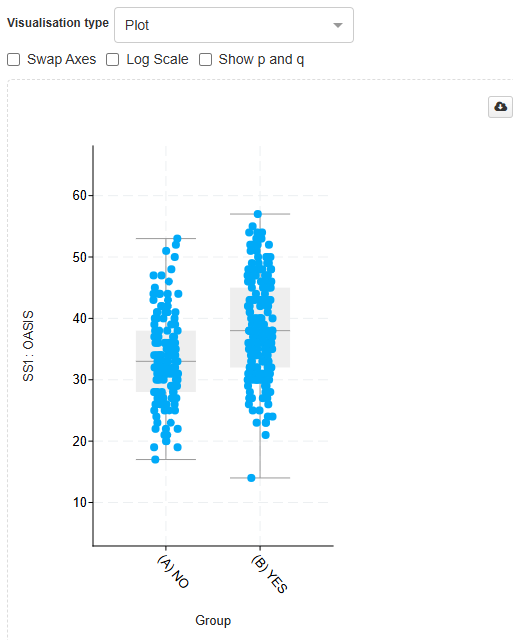 Visualisation type Plot
Swap Axes Log Scale Show p and q
60
50
40
30
20
10
SS1: OASIS
(A) NO
(B) YES
Group